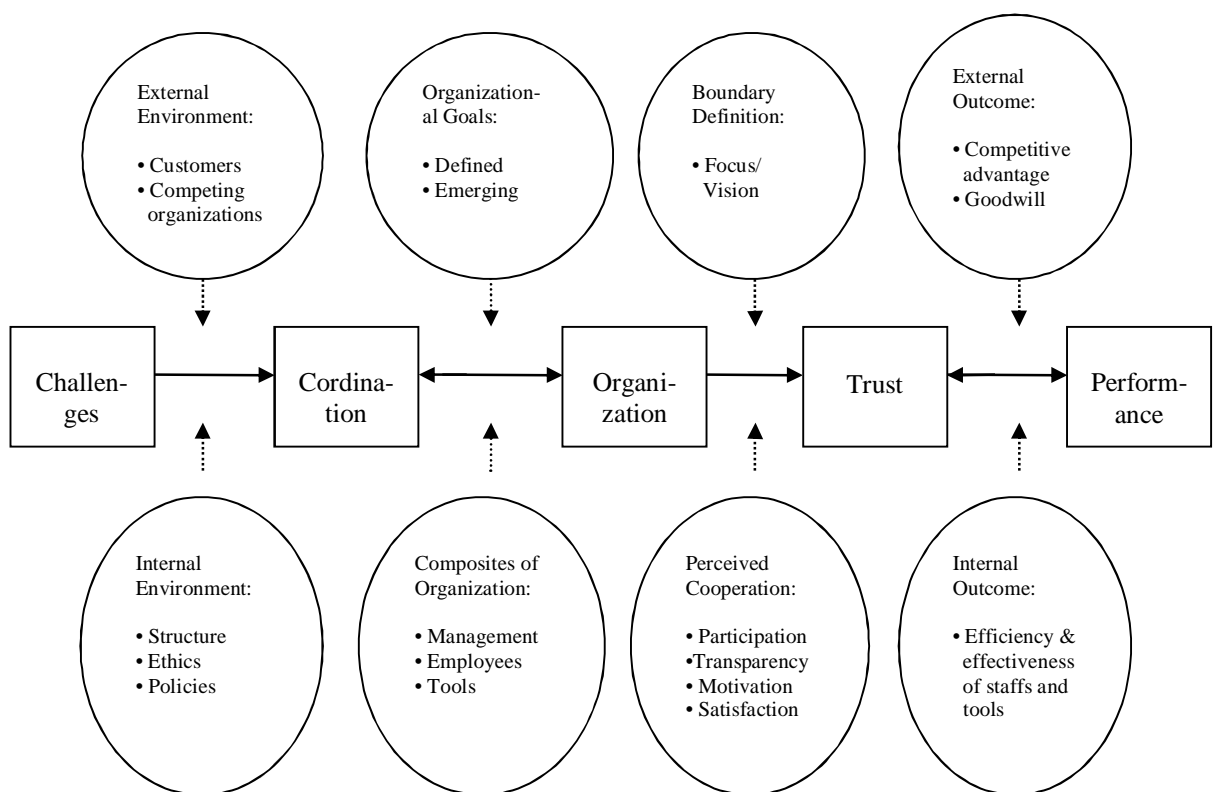 External
Environment:
• Customers
• Competing
organizations
Organization-
al Goals:
• Defined
• Emerging
Boundary
Definition:
• Focus/
Vision
External
Outcome:
• Competitive
advantage
• Goodwill
Challen-
ges
Cordina-
tion
Organi-
zation
Trust
Perform-
ance
Internal
Environment:
• Structure
• Ethics
• Policies
Composites of
Organization:
• Management
• Employees
• Tools
Perceived
Cooperation:
• Participation
•Transparency
• Motivation
• Satisfaction
Internal
Outcome:
• Efficiency &
effectiveness
of staffs and
tools